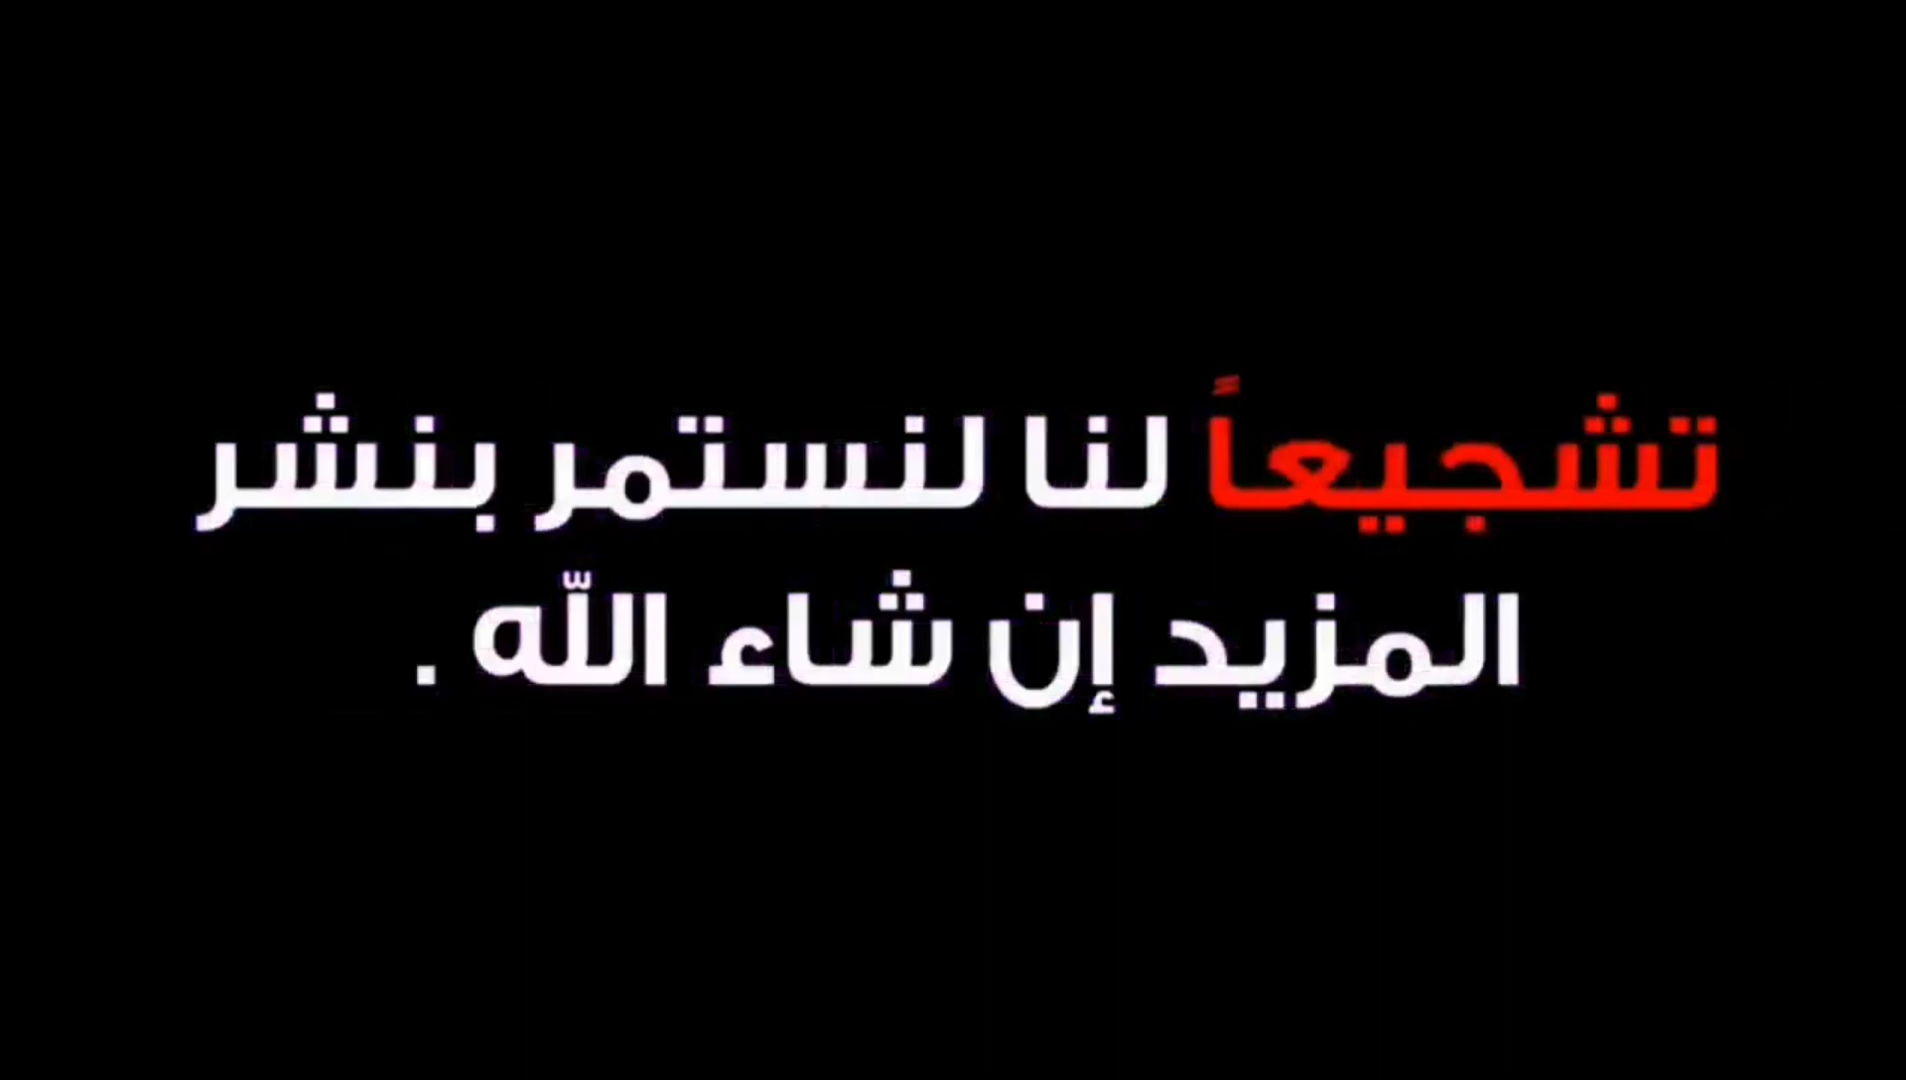 تشجيعاً لنا لنستمر بنشر
المزيد إن شاء اللّه .